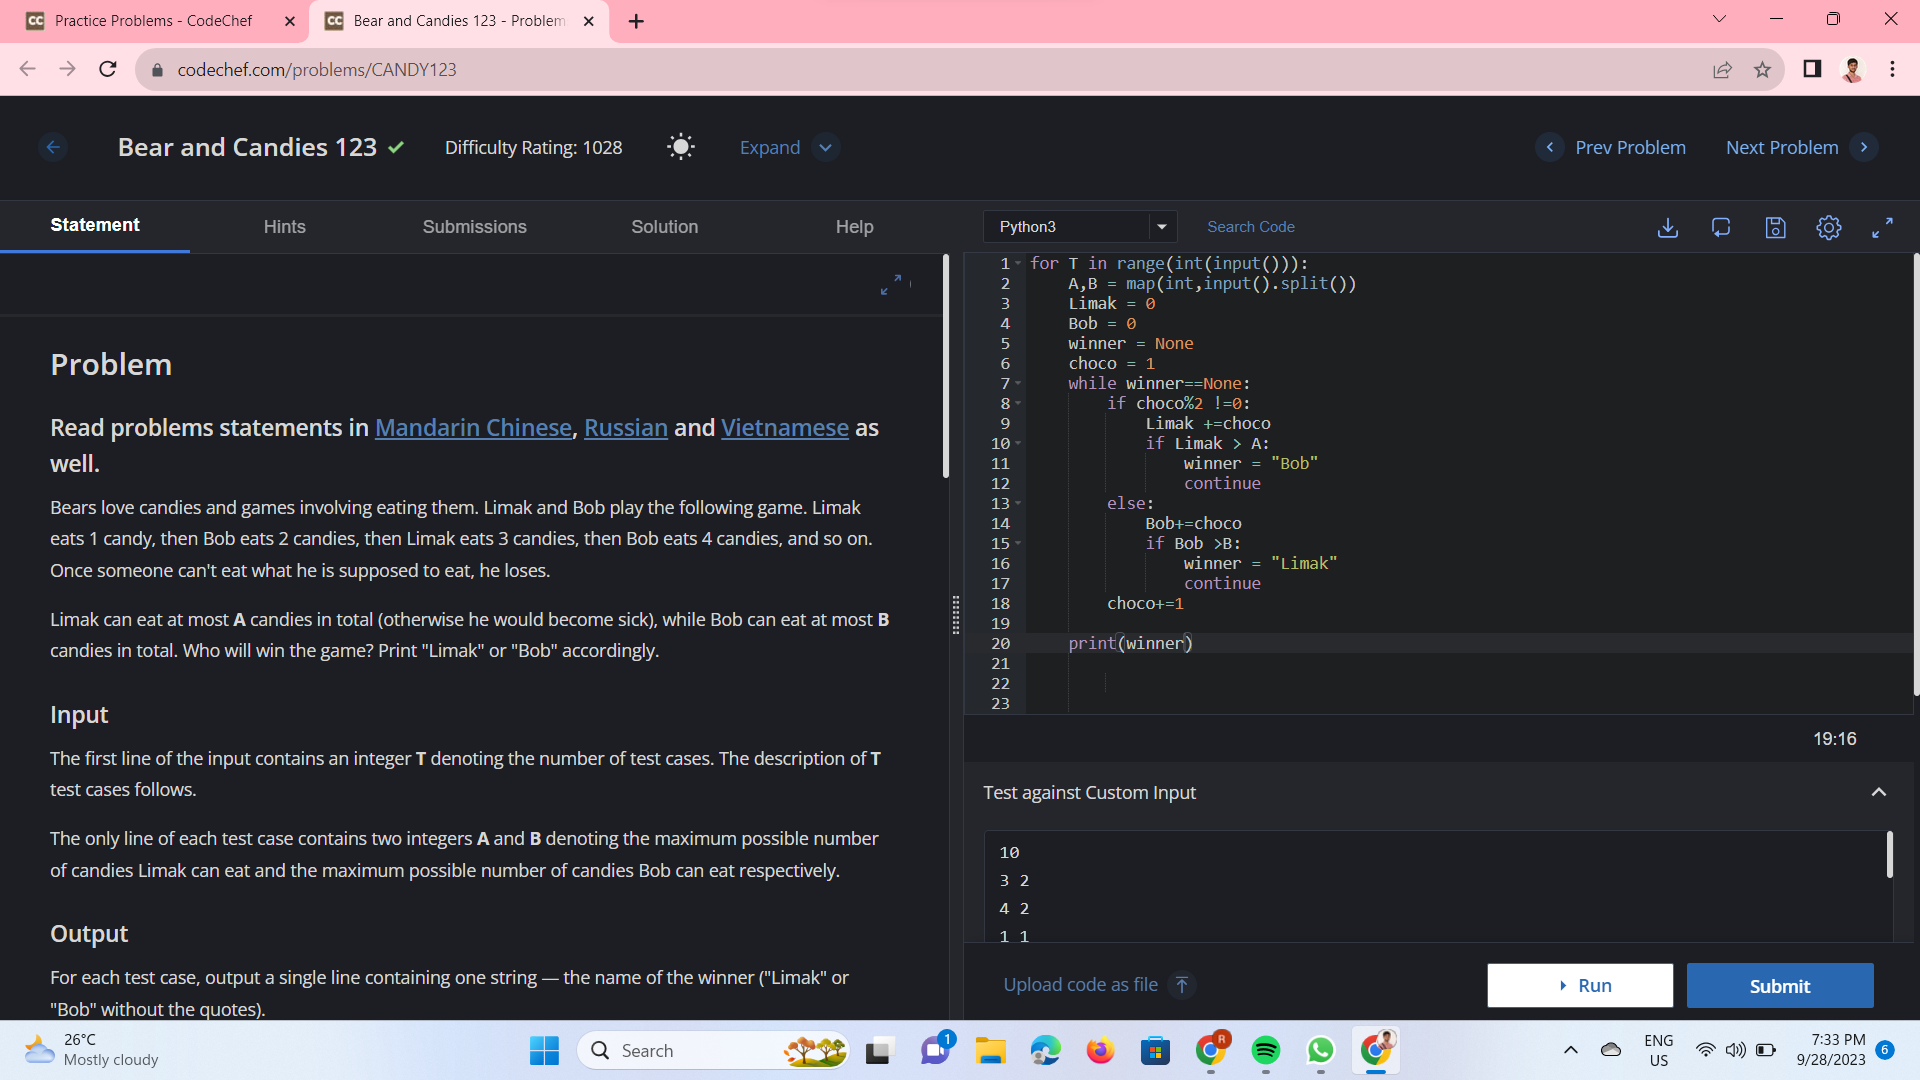 Practice Problems - CodeChef
Bear and Candies 123 - Problem
codechef.com/problems/CANDY123
Bear and Candies 123
Difficulty Rating: 1028
Expand
Prev Problem
Next Problem
Statement
Hints
Submissions
Solution
Help
Problem
Read problems statements in Mandarin Chinese, Russian and Vietnamese as
well.
Bears love candies and games involving eating them. Limak and Bob play the following game. Limak
eats 1 candy, then Bob eats 2 candies, then Limak eats 3 candies, then Bob eats 4 candies, and so on.
Once someone can't eat what he is supposed to eat, he loses.
Limak can eat at most A candies in total (otherwise he would become sick), while Bob can eat at most B
candies in total. Who will win the game? Print "Limak" or "Bob" accordingly.
Input
The first line of the input contains an integer T denoting the number of test cases. The description of T
test cases follows.
The only line of each test case contains two integers A and B denoting the maximum possible number
of candies Limak can eat and the maximum possible number of candies Bob can eat respectively.
Output
For each test case, output a single line containing one string — the name of the winner ("Limak" or
"Bob" without the quotes).
Python3
Search Code
1 for T in range(int(input())):
2 A,B = map(int,input().split())
3 Limak = 0
4 Bob = 0
5 winner = None
6 choco = 1
7 while winner==None:
8 if choco%2 !=0:
9 Limak +=choco
10 if Limak > A:
11 winner = "Bob"
12 continue
13 else:
14 Bob+=choco
15 if Bob >B:
16 winner = "Limak"
17 continue
18 choco+=1
19
20 print(winner)
21
22
23
19:16
Test against Custom Input
10
3 2
4 2
1 1
Upload code as file
Run
Submit
26°C
Mostly cloudy
Search
1
R
ENG
US
7:33 PM
9/28/2023
6